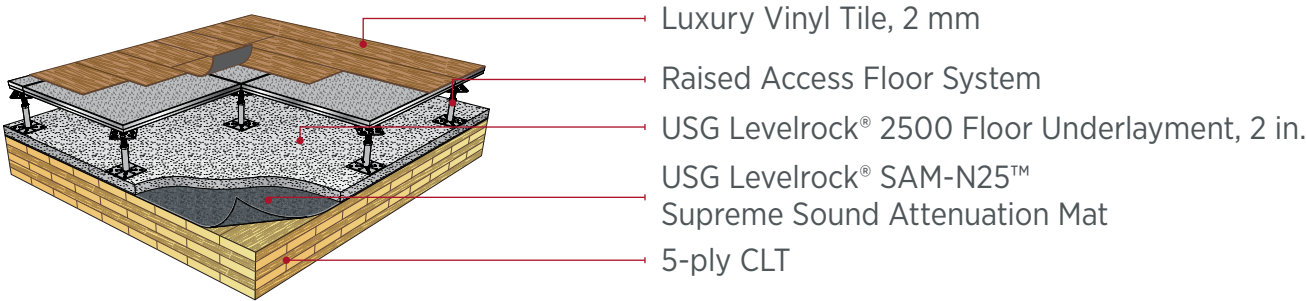 Luxury Vinyl Tile, 2 mm
Raised Access Floor System
USG Levelrock® 2500 Floor Underlayment, 2 in.
USG Levelrock® SAM-N25™
Supreme Sound Attenuation Mat
5-ply CLT